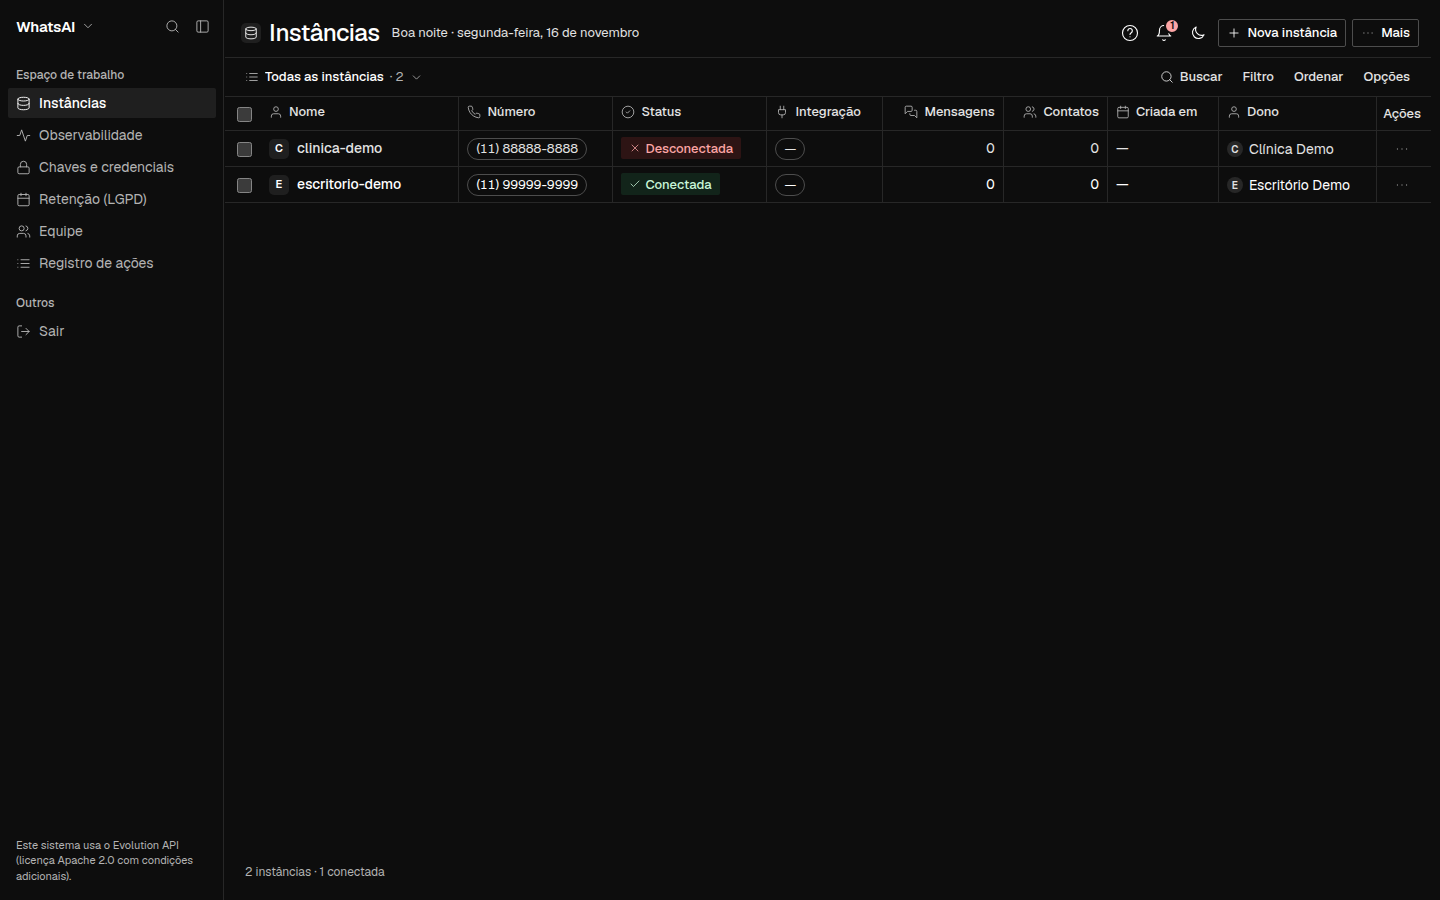 WhatsAI
Espaço de trabalho
Instâncias
Observabilidade
Chaves e credenciais
Retenção (LGPD)
Equipe
Registro de ações
Outros
Sair
Este sistema usa o Evolution API
(licença Apache 2.0 com condições
adicionais).
Instâncias Boa noite · segunda-feira, 16 de novembro 1 Nova instância Mais
Todas as instâncias · 2 Buscar Filtro Ordenar Opções
Nome Número Status Integração Mensagens Contatos Criada em Dono Ações
C clinica-demo (11) 88888-8888 Desconectada — 0 0 — C Clínica Demo ...
E escritorio-demo (11) 99999-9999 Conectada — 0 0 — E Escritório Demo ...
2 instâncias · 1 conectada